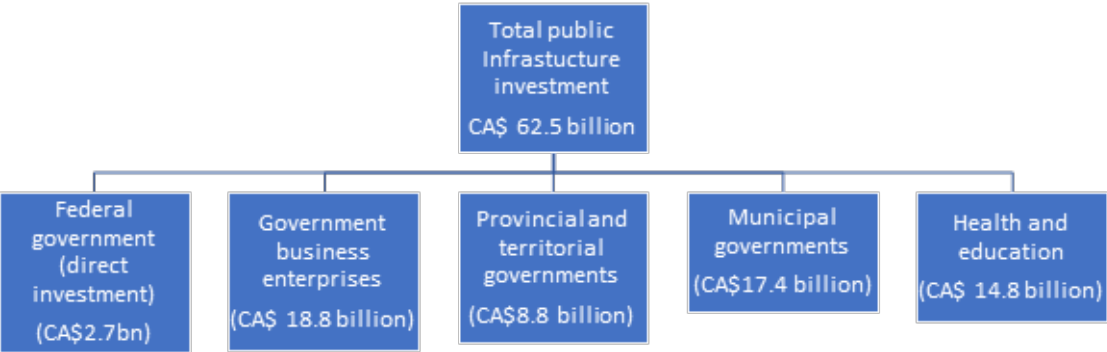 Total public
Infrastucture
investment
CA$ 62.5 billion
Federal
government
(direct
investment)
(CA$2.7bn)
Government
business
enterprises
(CA$ 18.8 billion)
Provincial and
territorial
governments
(CA$8.8 billion)
Municipal
governments
(CA$17.4 billion)
Health and
education
(CA$ 14.8 billion)